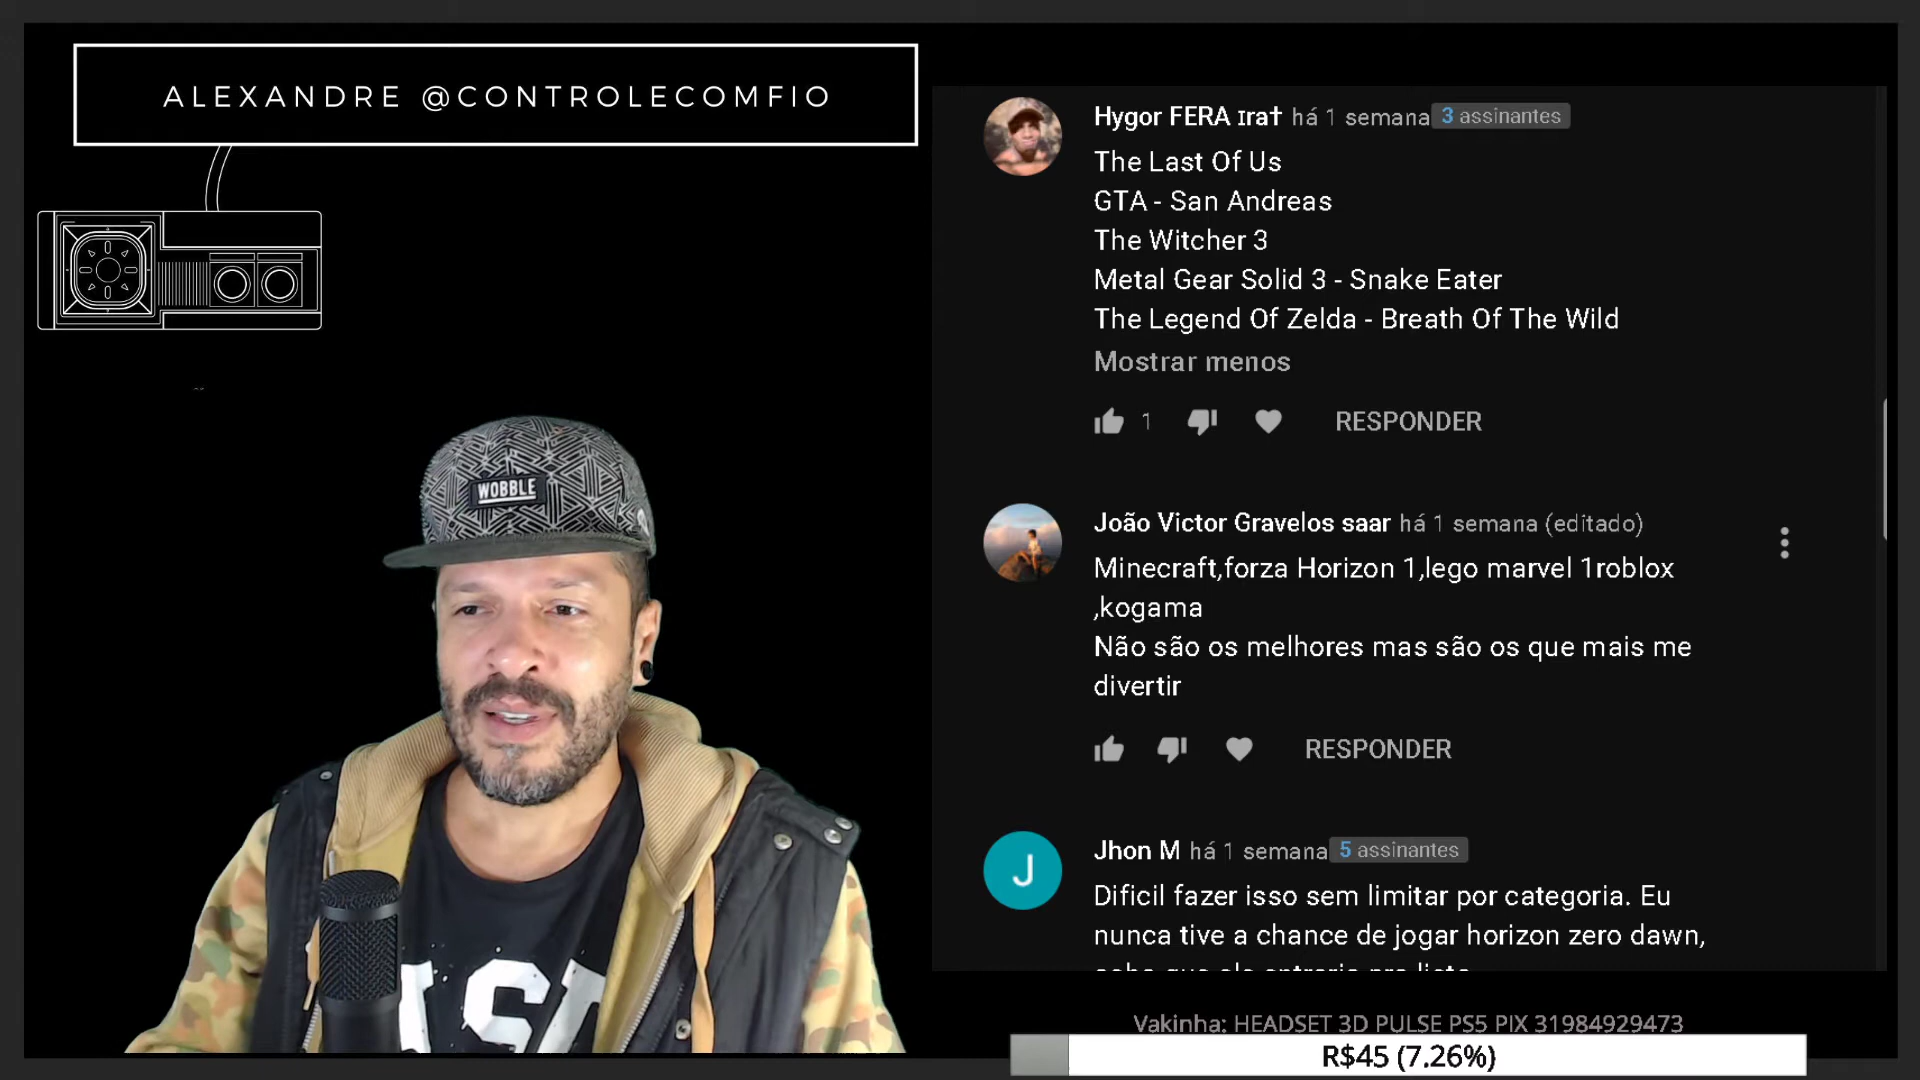 ALEXANDRE @CONTROLECOMFIO
WOBBLE
Hygor FERA ɪra† há 1 semana 3 assinantes
The Last Of Us
GTA - San Andreas
The Witcher 3
Metal Gear Solid 3 - Snake Eater
The Legend Of Zelda - Breath Of The Wild
Mostrar menos
1 RESPONDER
João Victor Gravelos saar há 1 semana (editado)
Minecraft,forza Horizon 1,lego marvel 1roblox
,kogama
Não são os melhores mas são os que mais me
divertir
RESPONDER
J
Jhon M há 1 semana 5 assinantes
Dificil fazer isso sem limitar por categoria. Eu
nunca tive a chance de jogar horizon zero dawn,
Vakinha: HEADSET 3D PULSE PS5 PIX 31984929473
R$45 (7.26%)